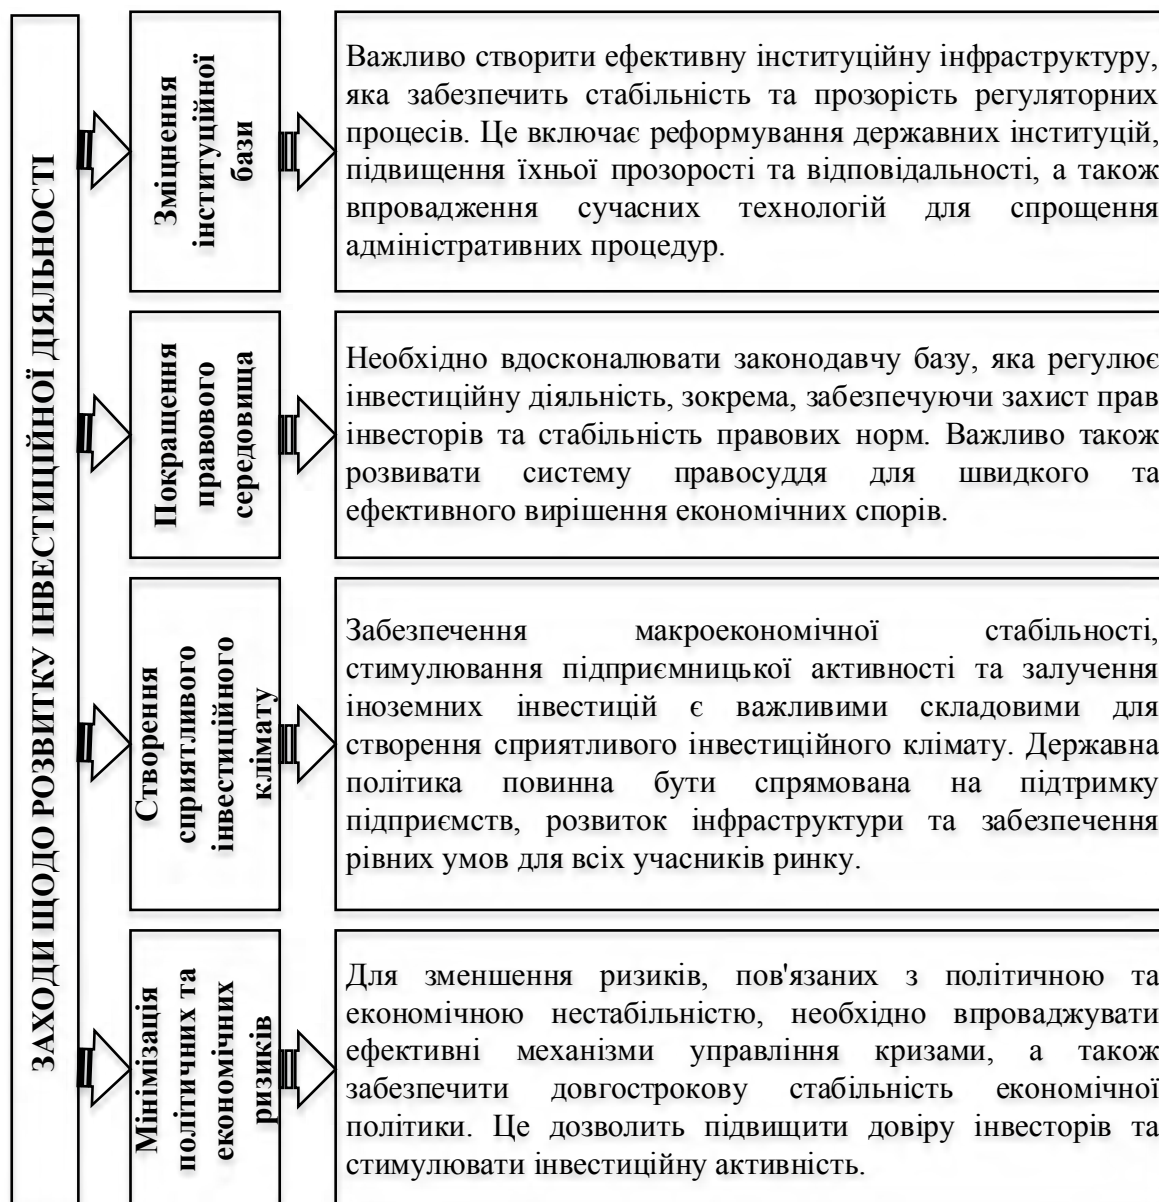 ЗАХОДИ ЩОДО РОЗВИТКУ ІНВЕСТИЦІЙНОЇ ДІЯЛЬНОСТІ
Зміцнення
інституційної
бази
Важливо створити ефективну інституційну інфраструктуру,
яка забезпечить стабільність та прозорість регуляторних
процесів. Це включає реформування державних інституцій,
підвищення їхньої прозорості та відповідальності, а також
впровадження сучасних технологій для спрощення
адміністративних процедур.
Покращення
правового
середовища
Необхідно вдосконалювати законодавчу базу, яка регулює
інвестиційну діяльність, зокрема, забезпечуючи захист прав
інвесторів та стабільність правових норм. Важливо також
розвивати систему правосуддя для швидкого та
ефективного вирішення економічних спорів.
Створення
сприятливого
інвестиційного
клімату
Забезпечення макроекономічної стабільності,
стимулювання підприємницької активності та залучення
іноземних інвестицій є важливими складовими для
створення сприятливого інвестиційного клімату. Державна
політика повинна бути спрямована на підтримку
підприємств, розвиток інфраструктури та забезпечення
рівних умов для всіх учасників ринку.
Мінімізація
політичних та
економічних
ризиків
Для зменшення ризиків, пов'язаних з політичною та
економічною нестабільністю, необхідно впроваджувати
ефективні механізми управління кризами, а також
забезпечити довгострокову стабільність економічної
політики. Це дозволить підвищити довіру інвесторів та
стимулювати інвестиційну активність.